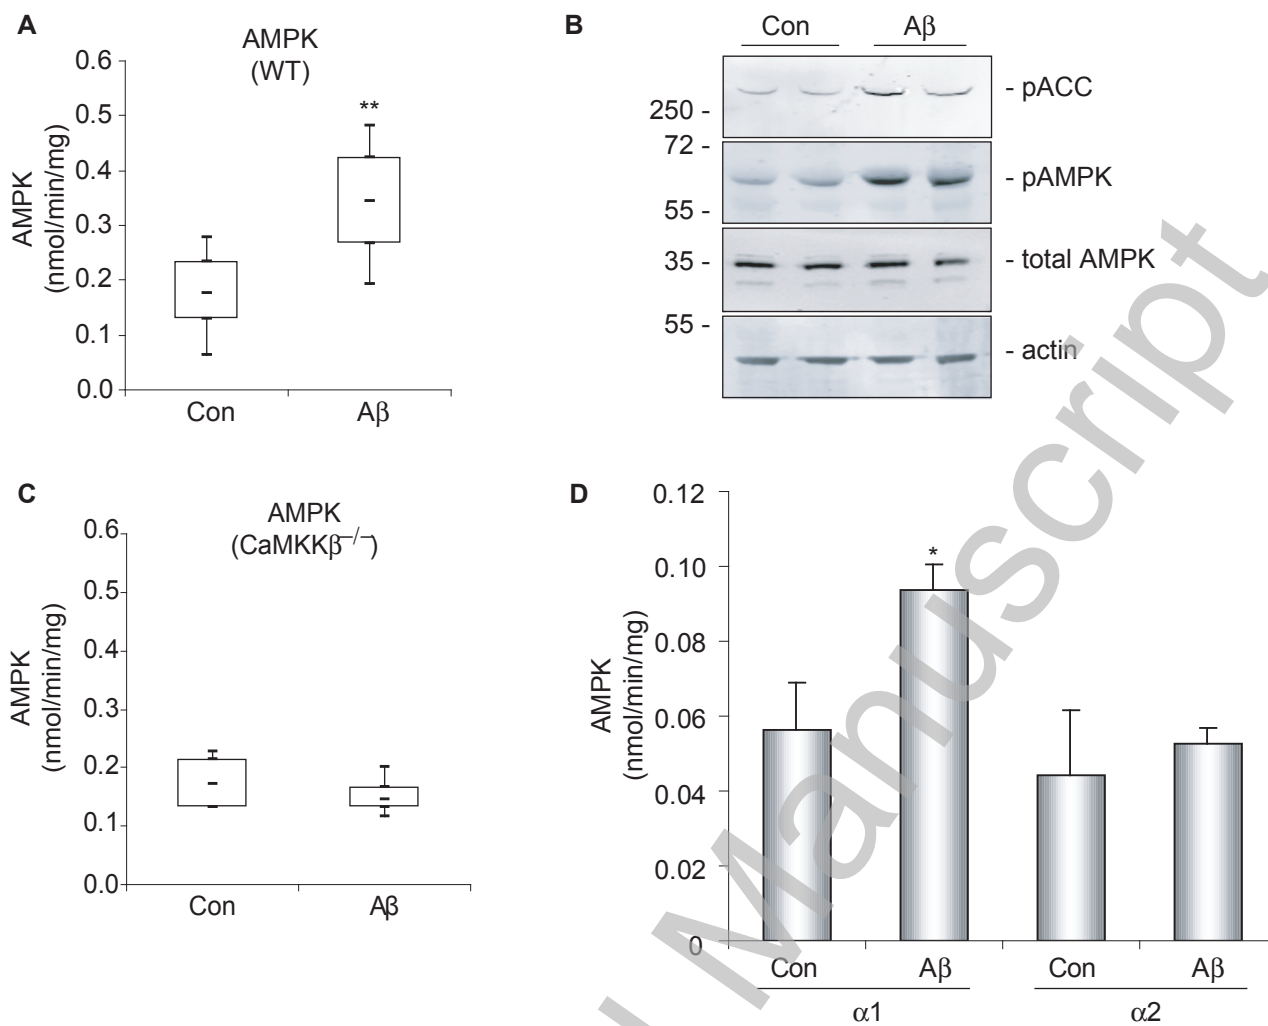 A
AMPK
(WT)
0.6
0.5
0.4
0.3
0.2
0.1
0.0
AMPK
(nmol/min/mg)
**
Con
Aβ
B
Con
Aβ
250 -
72 -
55 -
35 -
55 -
- pACC
- pAMPK
- total AMPK
- actin
C
AMPK
(CaMKKβ−/−)
0.6
0.5
0.4
0.3
0.2
0.1
0.0
AMPK
(nmol/min/mg)
Con
Aβ
D
0.12
0.10
0.08
0.06
0.04
0.02
0
AMPK
(nmol/min/mg)
*
Con
Aβ
Con
Aβ
α1
α2
Manuscript